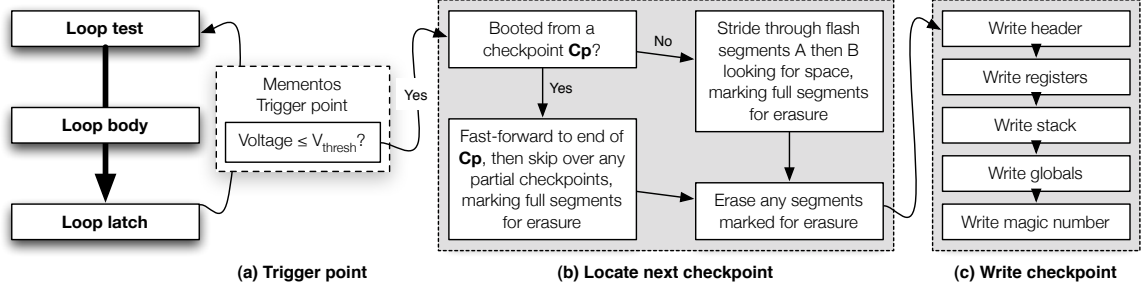 Loop test
Loop body
Loop latch
Mementos
Trigger point
Voltage ≤ Vthresh?
(a) Trigger point
Yes
Booted from
a checkpoint Cp?
No
Yes
Fast-forward to end of
Cp, then skip over any
partial checkpoints,
marking full segments
for erasure
Stride through flash
segments A then B
looking for space,
marking full segments
for erasure
Erase any segments
marked for erasure
(b) Locate next checkpoint
Write header
Write registers
Write stack
Write globals
Write magic number
(c) Write checkpoint